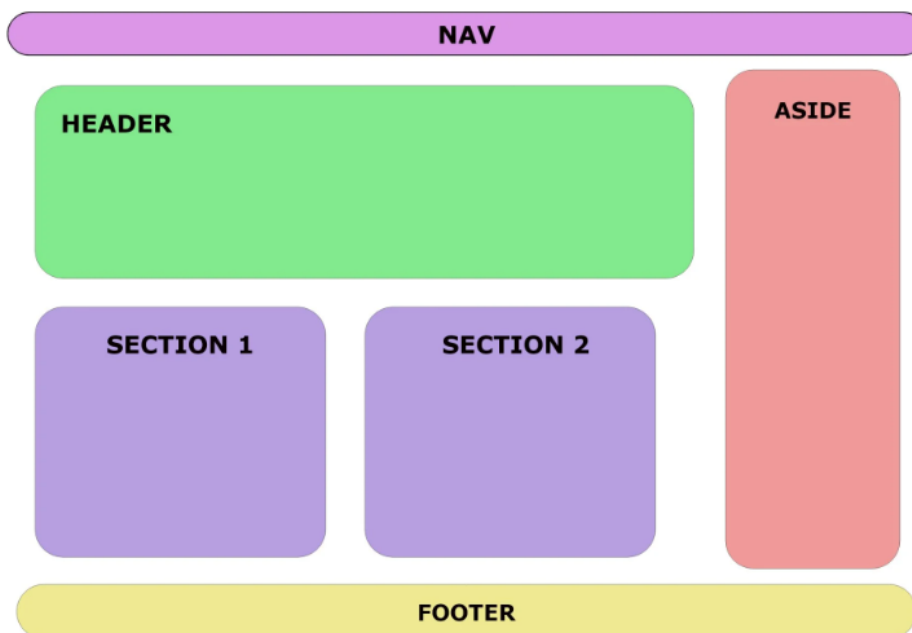 NAV
HEADER
ASIDE
SECTION 1
SECTION 2
FOOTER